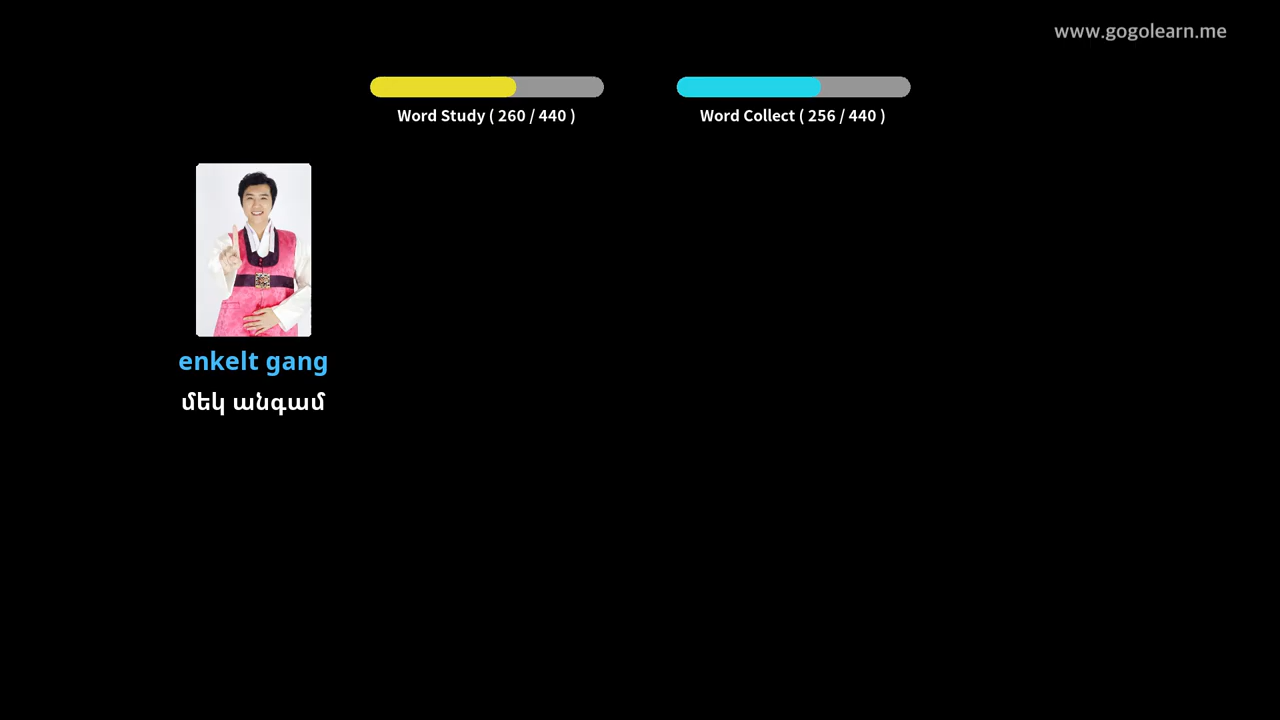 www.gogolearn.me
Word Study ( 260 / 440 )
Word Collect ( 256 / 440 )
enkelt gang
մեկ անգամ